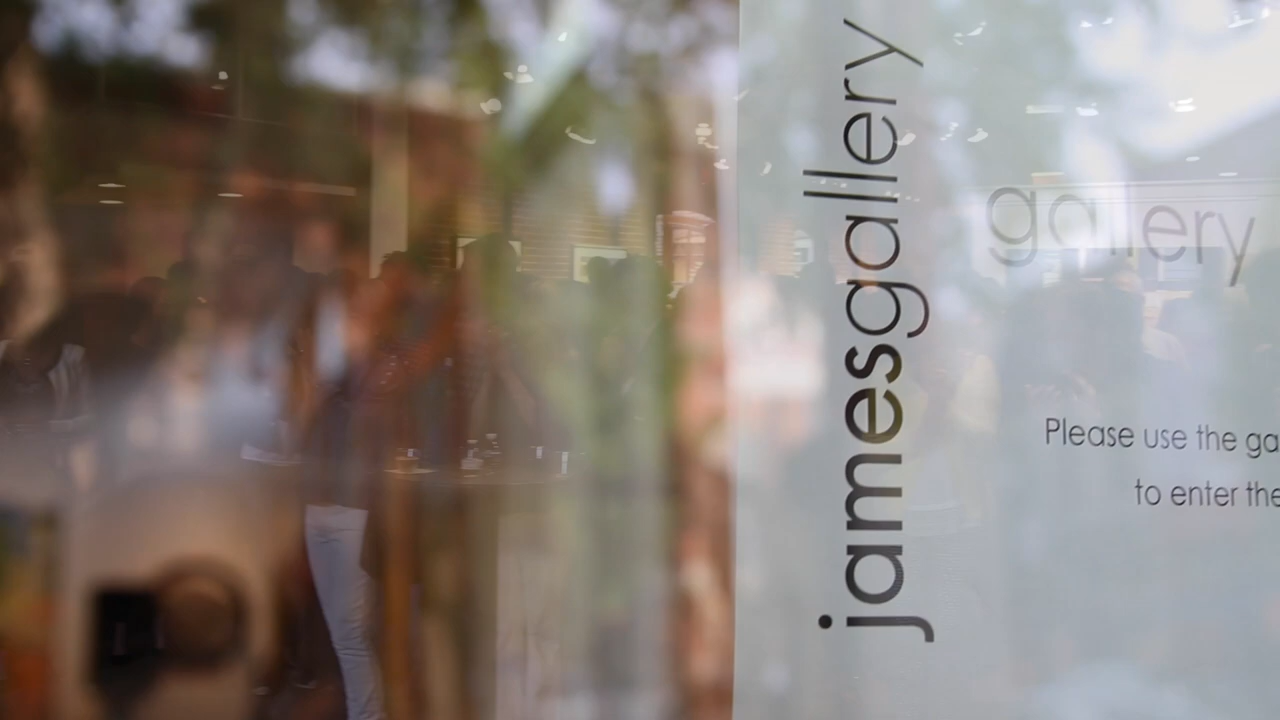 jamesgallery
gallery
Please use the ga
to enter the